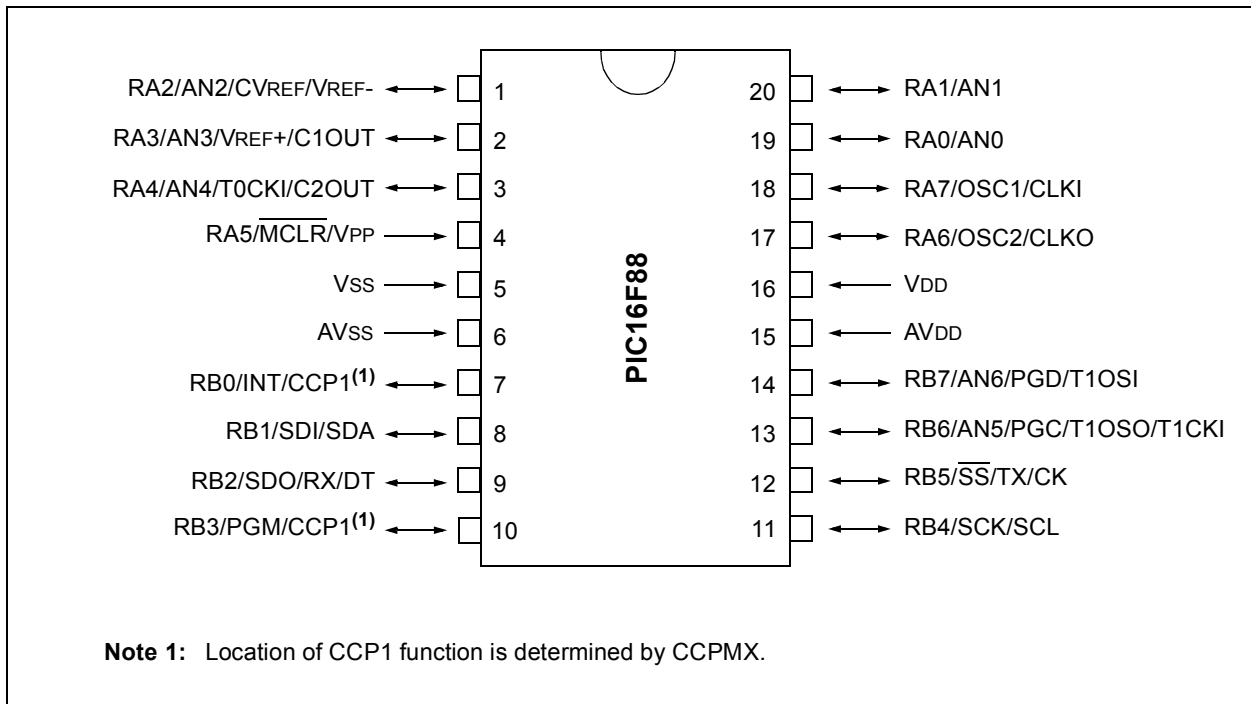 RA2/AN2/CVREF/VREF- 1
RA3/AN3/VREF+/C1OUT 2
RA4/AN4/T0CKI/C2OUT 3
RA5/MCLR/VPP 4
VSS 5
AVSS 6
RB0/INT/CCP1(1) 7
RB1/SDI/SDA 8
RB2/SDO/RX/DT 9
RB3/PGM/CCP1(1) 10
PIC16F88
20 RA1/AN1
19 RA0/AN0
18 RA7/OSC1/CLKI
17 RA6/OSC2/CLKO
16 VDD
15 AVDD
14 RB7/AN6/PGD/T1OSI
13 RB6/AN5/PGC/T1OSO/T1CKI
12 RB5/SS/TX/CK
11 RB4/SCK/SCL
Note 1: Location of CCP1 function is determined by CCPMX.